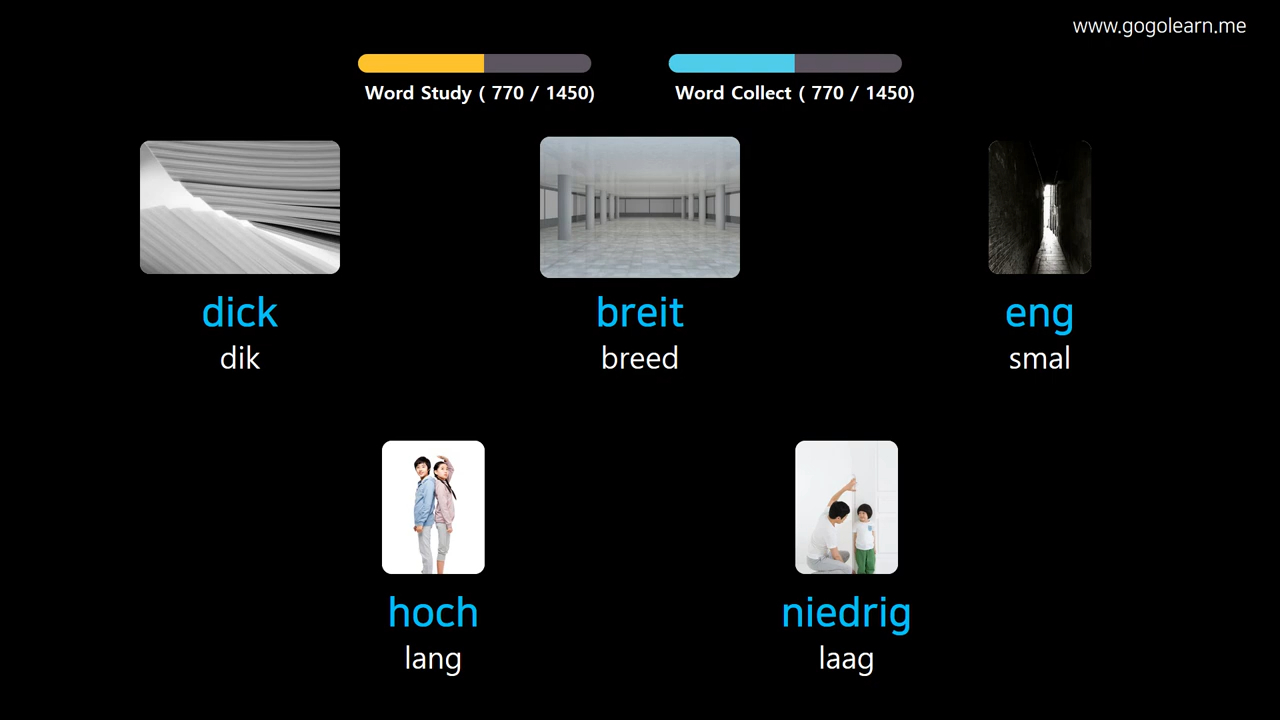 www.gogolearn.me
Word Study ( 770 / 1450)
Word Collect ( 770 / 1450)
dick
dik
breit
breed
eng
smal
hoch
lang
niedrig
laag